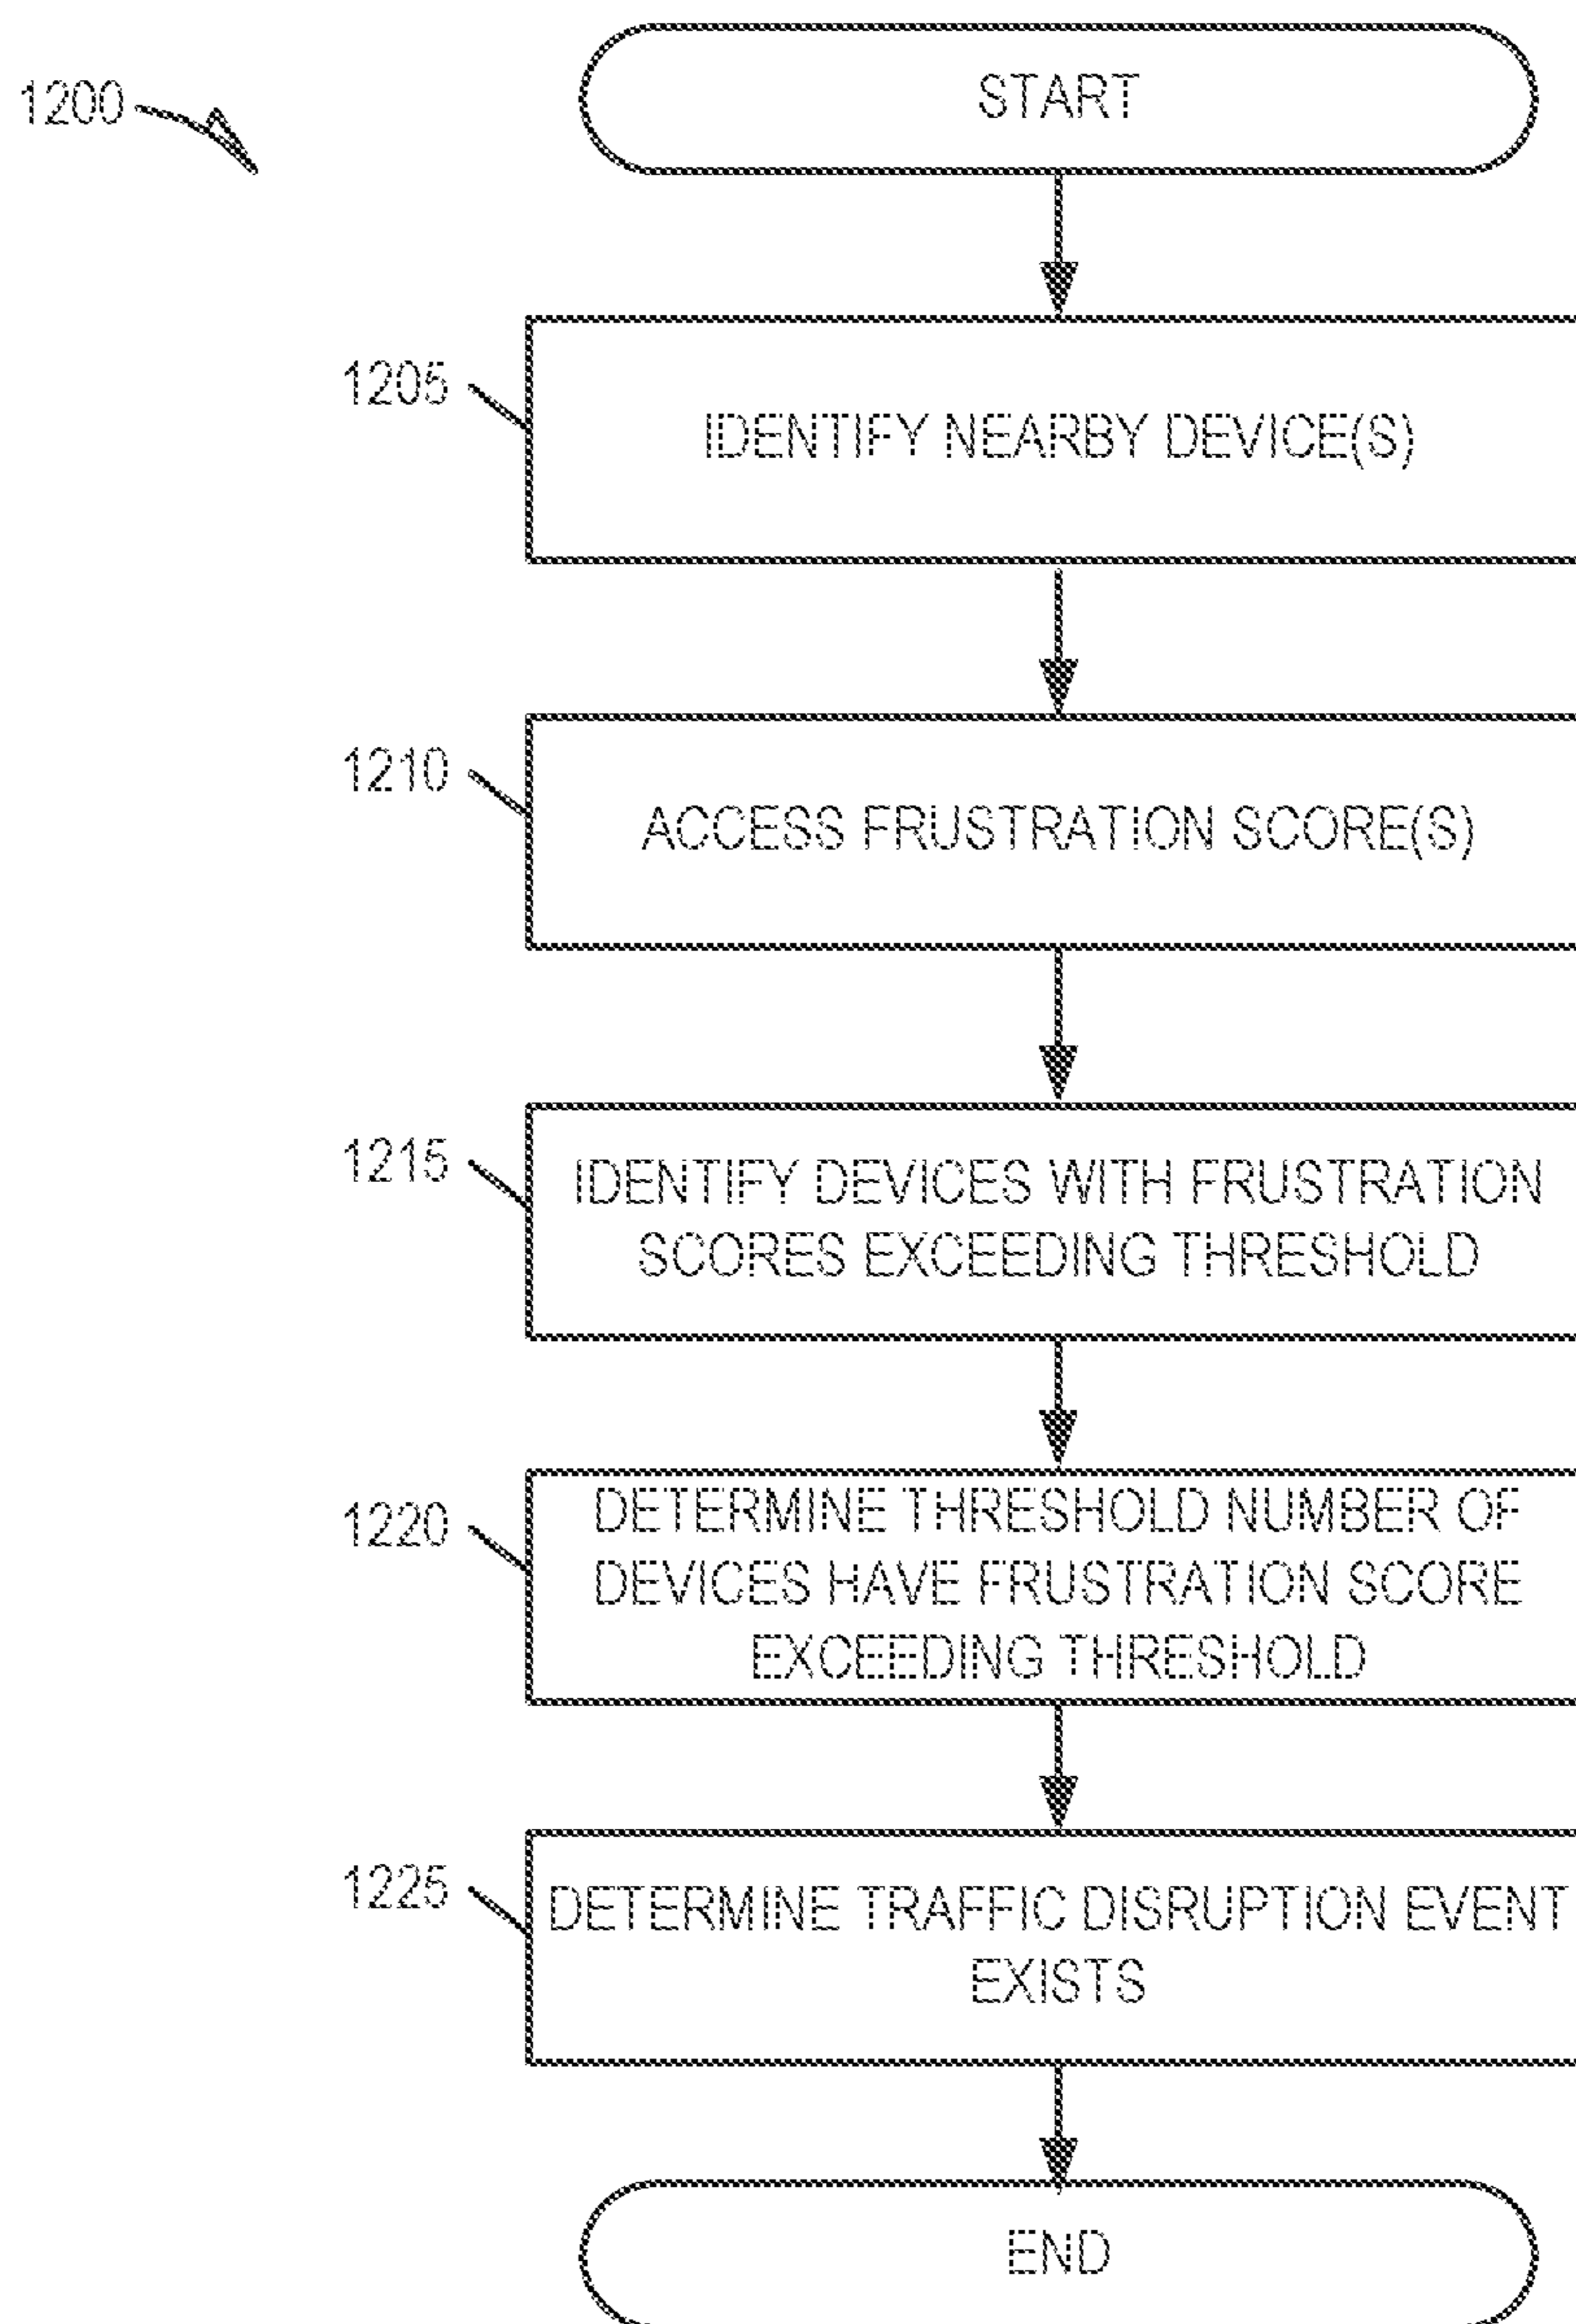 1200
START
1205
IDENTIFY NEARBY DEVICE(S)
1210
ACCESS FRUSTRATION SCORE(S)
1215
IDENTIFY DEVICES WITH FRUSTRATION
SCORES EXCEEDING THRESHOLD
1220
DETERMINE THRESHOLD NUMBER OF
DEVICES HAVE FRUSTRATION SCORE
EXCEEDING THRESHOLD
1225
DETERMINE TRAFFIC DISRUPTION EVENT
EXISTS
END